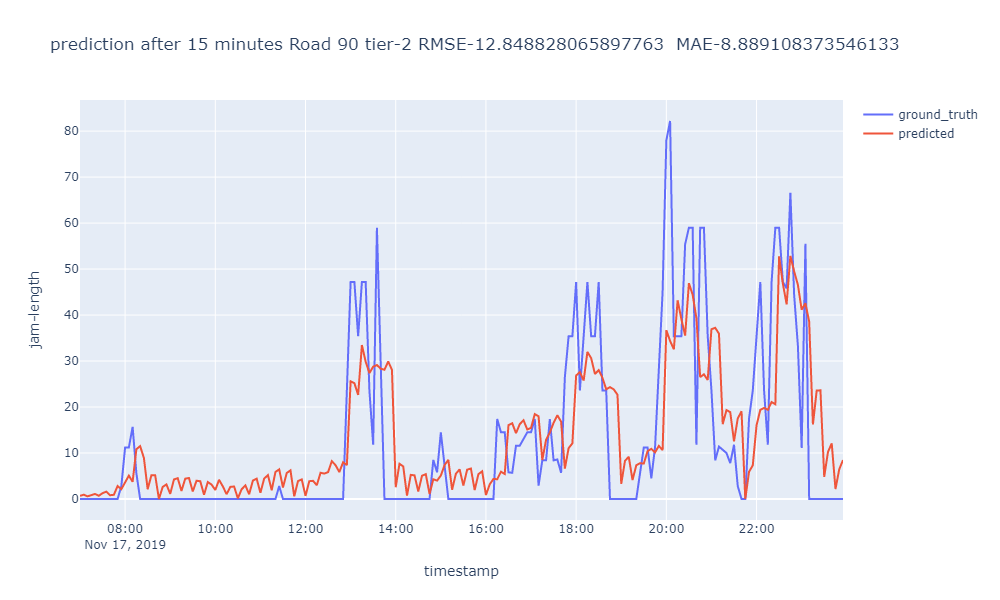 prediction after 15 minutes Road 90 tier-2 RMSE-12.848828065897763  MAE-8.889108373546133
ground_truth
predicted
80
70
60
50
40
30
20
10
0
jam-length
08:00 10:00 12:00 14:00 16:00 18:00 20:00 22:00
Nov 17, 2019
timestamp